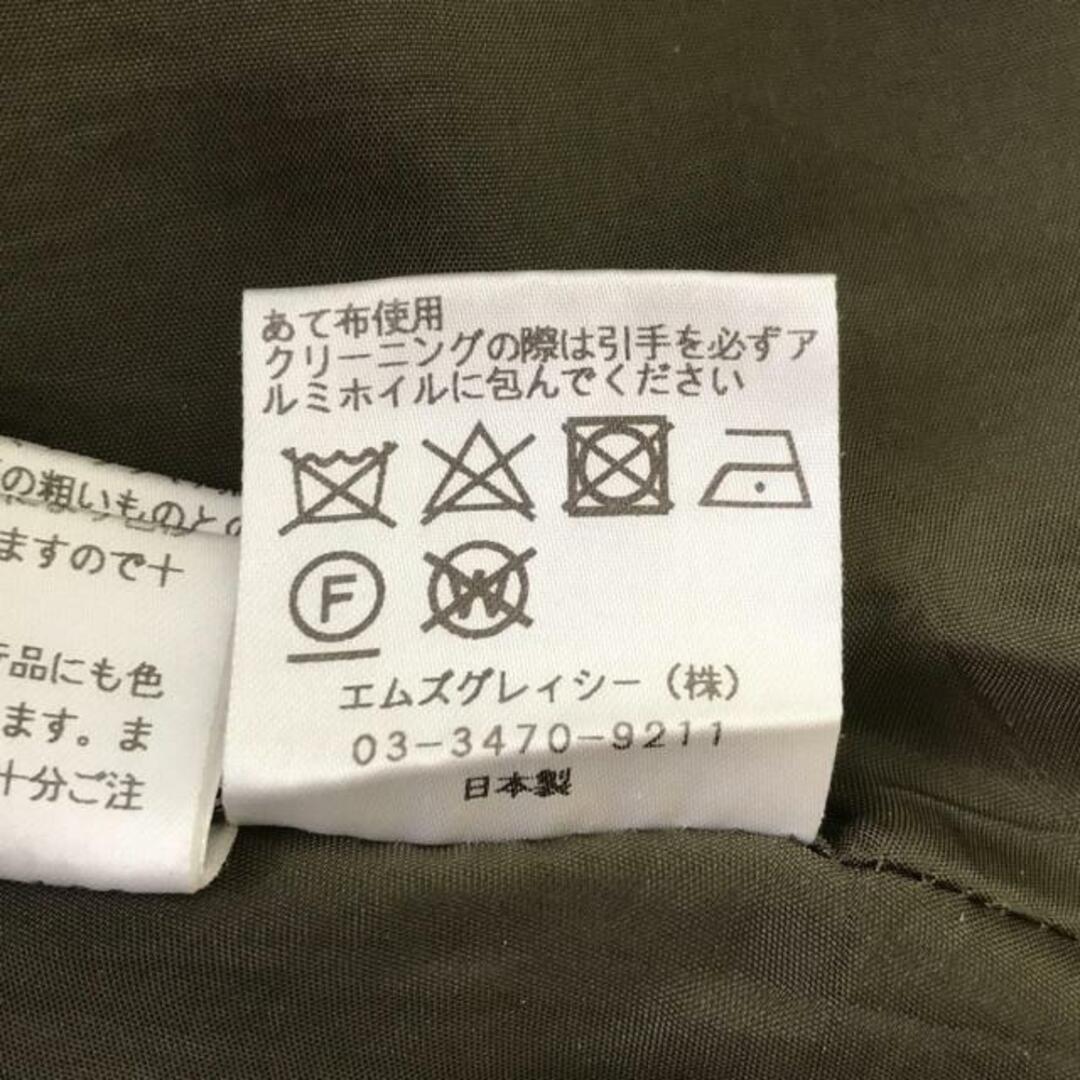 あて布使用
クリーニングの際は引手を必ずア
ルミホイルに包んでください
F
W
エムズグレィシー（株）
03-3470-9211
日本製
の粗いものとの
ますので十
品にも色
ます。ま
十分ご注